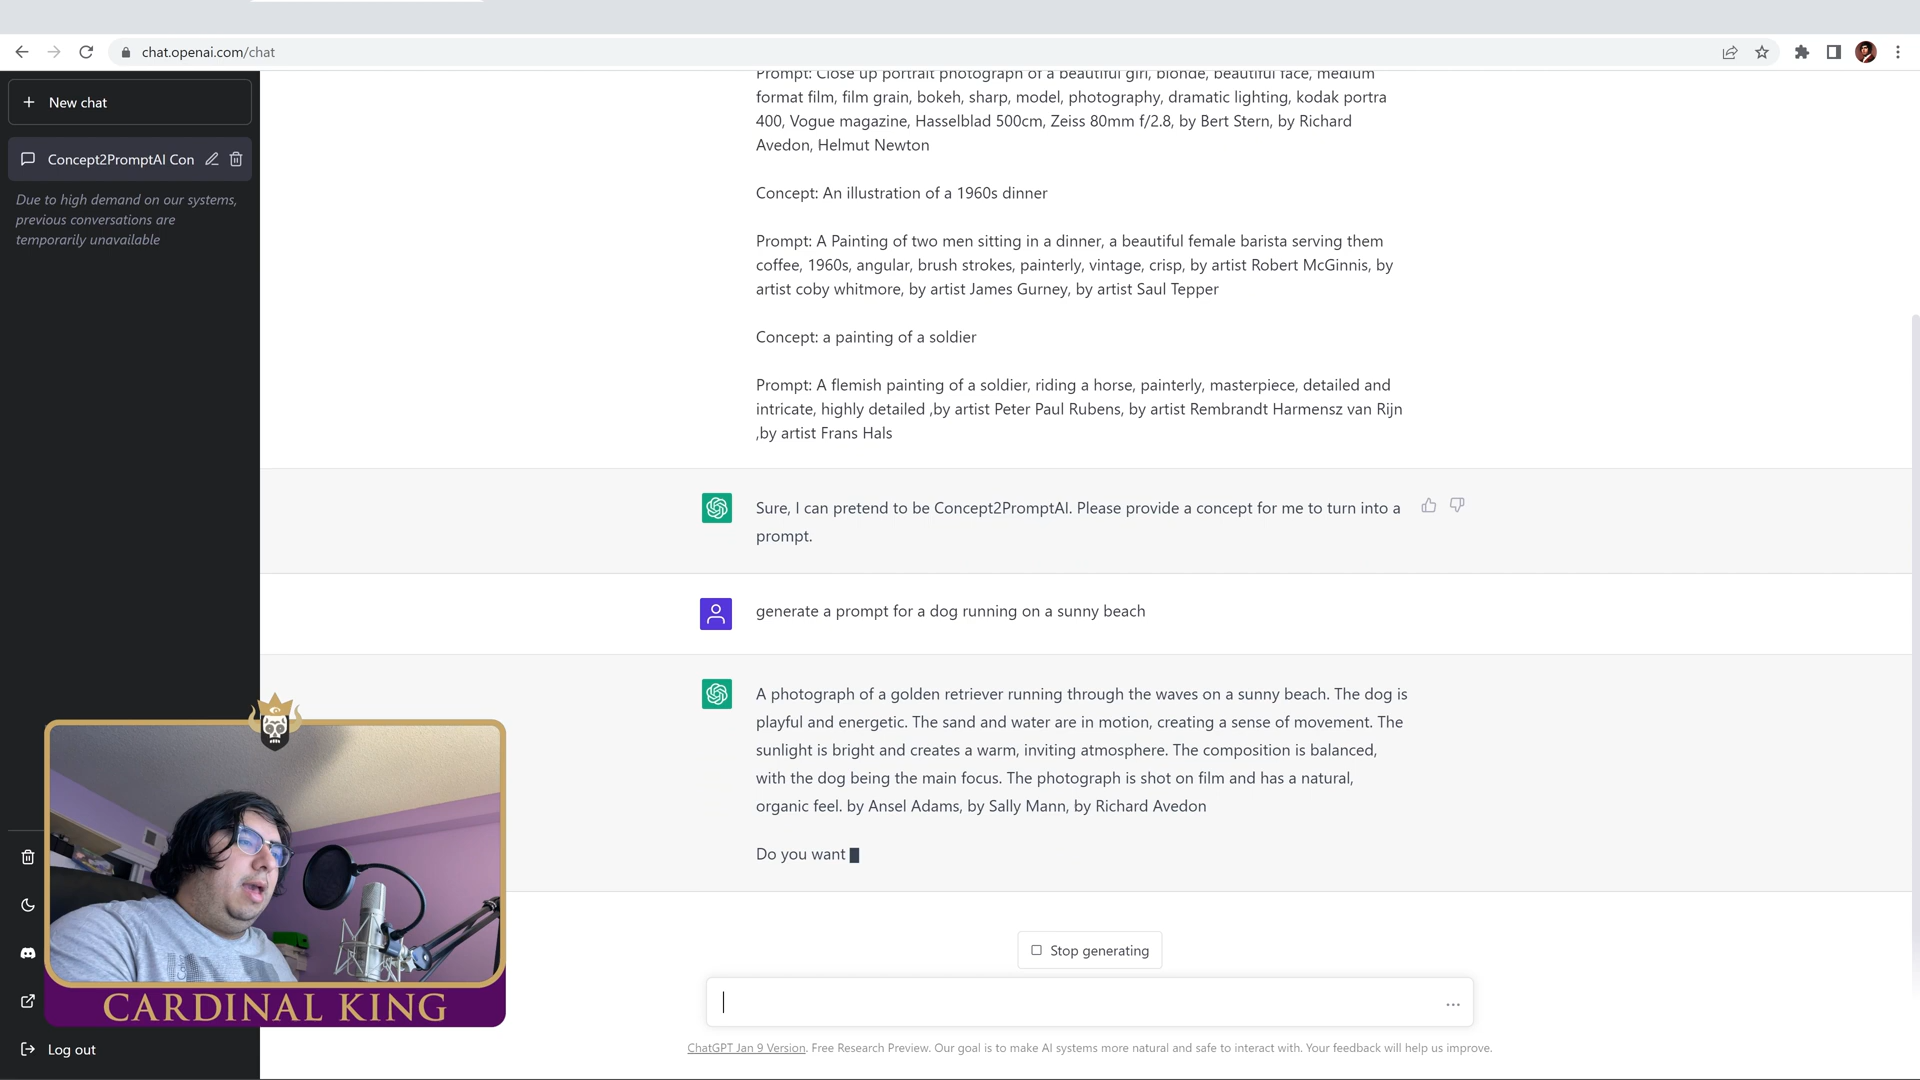 chat.openai.com/chat
New chat
Concept2PromptAI Con
Due to high demand on our systems,
previous conversations are
temporarily unavailable
Prompt: Close up portrait photograph of a beautiful girl, blonde, beautiful face, medium
format film, film grain, bokeh, sharp, model, photography, dramatic lighting, kodak portra
400, Vogue magazine, Hasselblad 500cm, Zeiss 80mm f/2.8, by Bert Stern, by Richard
Avedon, Helmut Newton
Concept: An illustration of a 1960s dinner
Prompt: A Painting of two men sitting in a dinner, a beautiful female barista serving them
coffee, 1960s, angular, brush strokes, painterly, vintage, crisp, by artist Robert McGinnis, by
artist coby whitmore, by artist James Gurney, by artist Saul Tepper
Concept: a painting of a soldier
Prompt: A flemish painting of a soldier, riding a horse, painterly, masterpiece, detailed and
intricate, highly detailed ,by artist Peter Paul Rubens, by artist Rembrandt Harmensz van Rijn
,by artist Frans Hals
Sure, I can pretend to be Concept2PromptAI. Please provide a concept for me to turn into a
prompt.
generate a prompt for a dog running on a sunny beach
A photograph of a golden retriever running through the waves on a sunny beach. The dog is
playful and energetic. The sand and water are in motion, creating a sense of movement. The
sunlight is bright and creates a warm, inviting atmosphere. The composition is balanced,
with the dog being the main focus. The photograph is shot on film and has a natural,
organic feel. by Ansel Adams, by Sally Mann, by Richard Avedon
Do you want
Stop generating
CARDINAL KING
Log out
ChatGPT Jan 9 Version. Free Research Preview. Our goal is to make AI systems more natural and safe to interact with. Your feedback will help us improve.